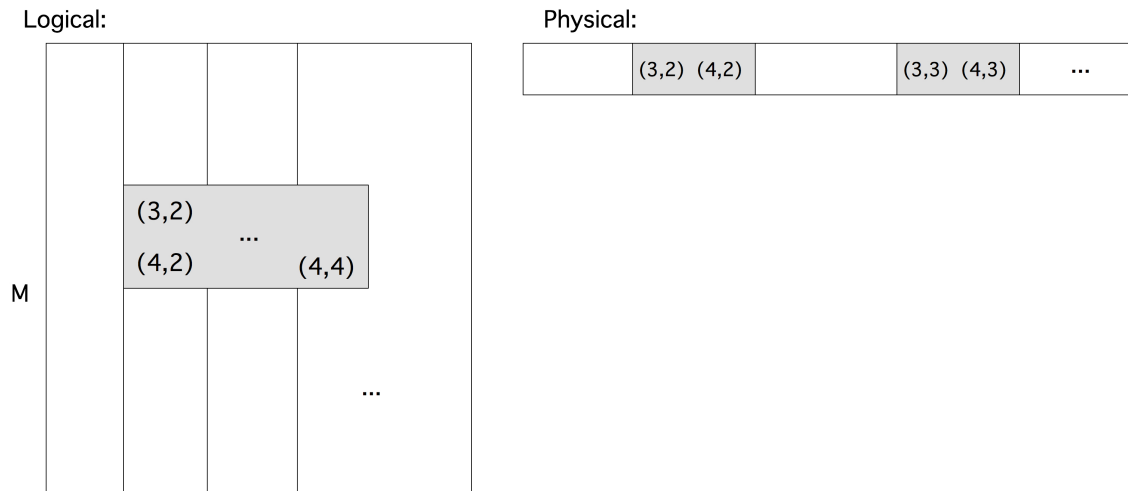 Logical:
(3,2)
...
(4,2) (4,4)
M
...
Physical:
(3,2) (4,2) (3,3) (4,3) ...